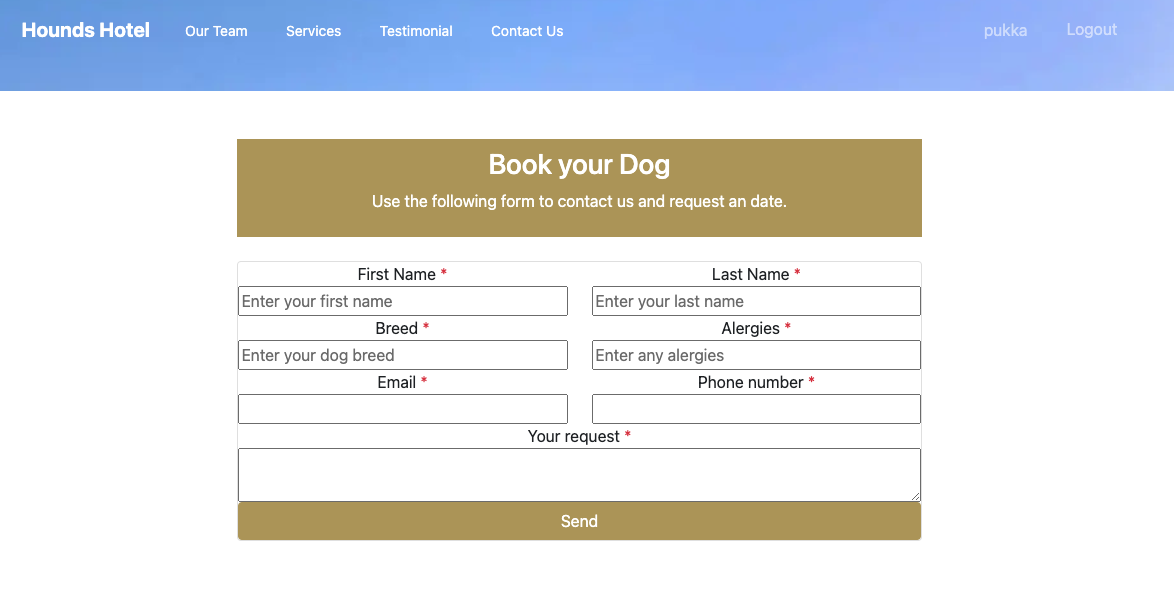 Hounds Hotel Our Team Services Testimonial Contact Us pukka Logout
Book your Dog
Use the following form to contact us and request an date.
First Name * Last Name *
Enter your first name Enter your last name
Breed * Alergies *
Enter your dog breed Enter any alergies
Email * Phone number *
Your request *
Send